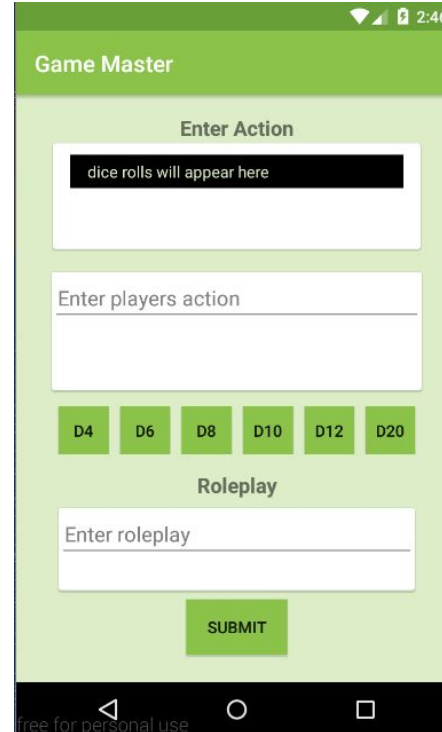 2:46
Game Master
Enter Action
dice rolls will appear here
Enter players action
D4 D6 D8 D10 D12 D20
Roleplay
Enter roleplay
SUBMIT
free for personal use